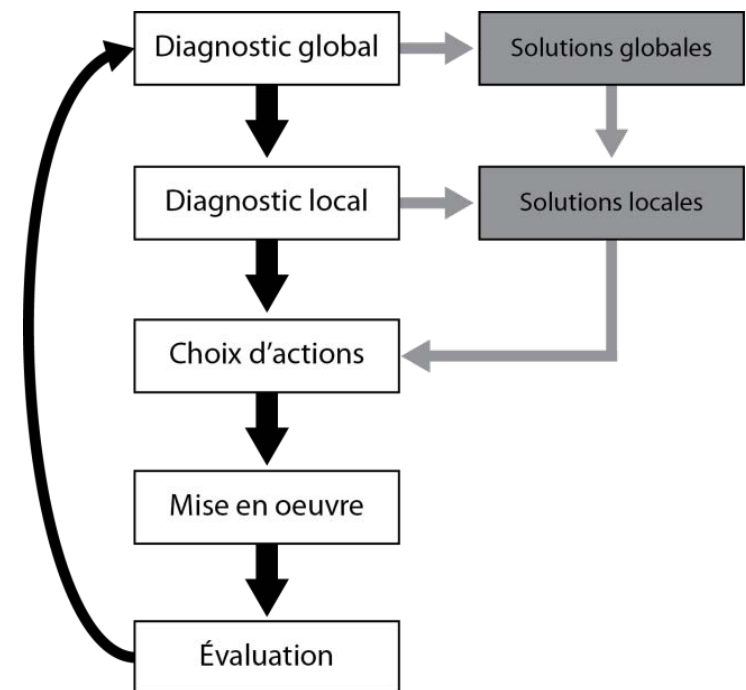 Diagnostic global
Solutions globales
Diagnostic local
Solutions locales
Choix d’actions
Mise en oeuvre
Évaluation